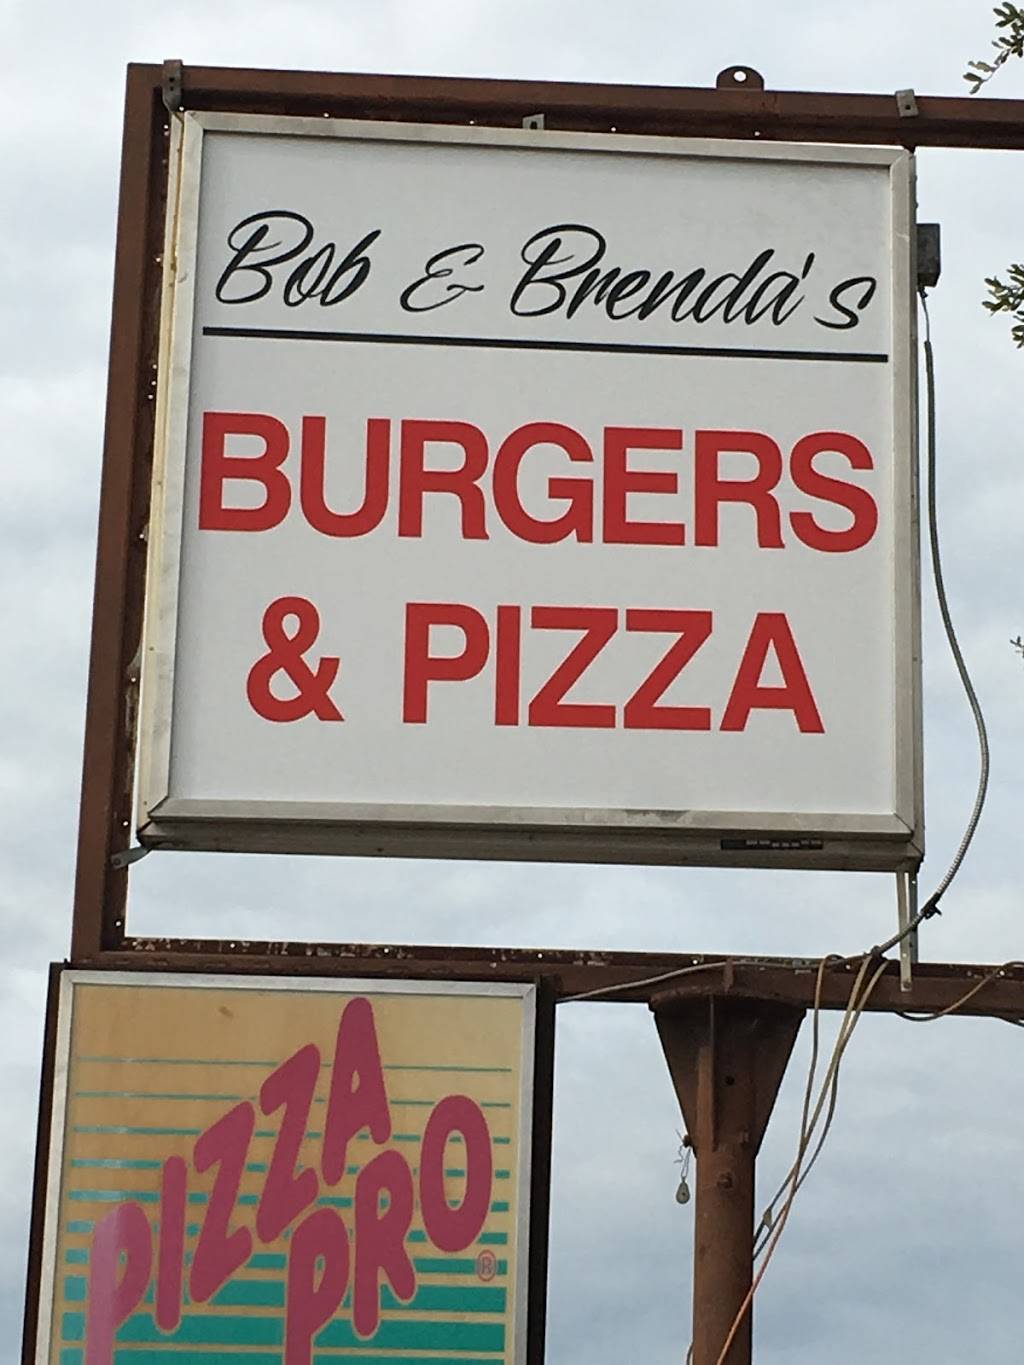 Bob & Brenda's
BURGERS
& PIZZA
PIZZA
PRO
®